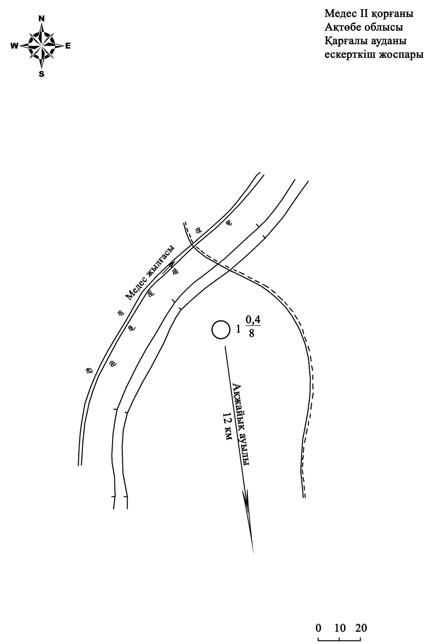 Медес II қорғаны
Ақтөбе облысы
Қарғалы ауданы
ескерткіш жоспары
N
W E
S
Медес жылғасы
1 0,4/8
Ақжайық ауылы
12 км
0 10 20